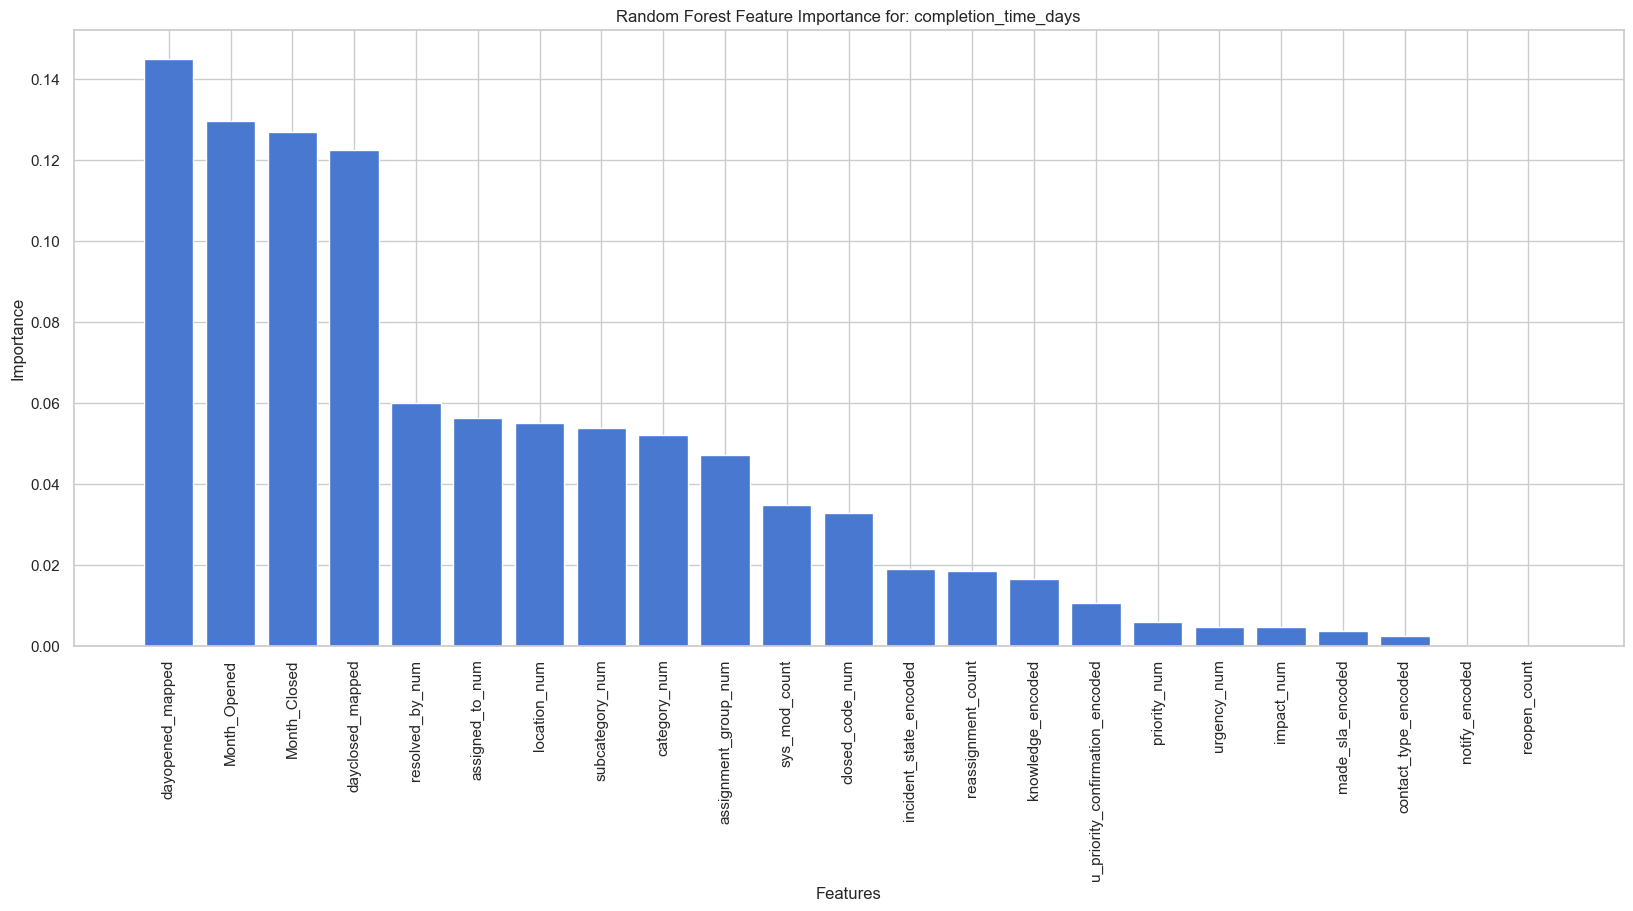 Random Forest Feature Importance for: completion_time_days
Importance
0.14
0.12
0.10
0.08
0.06
0.04
0.02
0.00
dayopened_mapped
Month_Opened
Month_Closed
dayclosed_mapped
resolved_by_num
assigned_to_num
location_num
subcategory_num
category_num
assignment_group_num
sys_mod_count
closed_code_num
incident_state_encoded
reassignment_count
knowledge_encoded
u_priority_confirmation_encoded
priority_num
urgency_num
impact_num
made_sla_encoded
contact_type_encoded
notify_encoded
reopen_count
Features